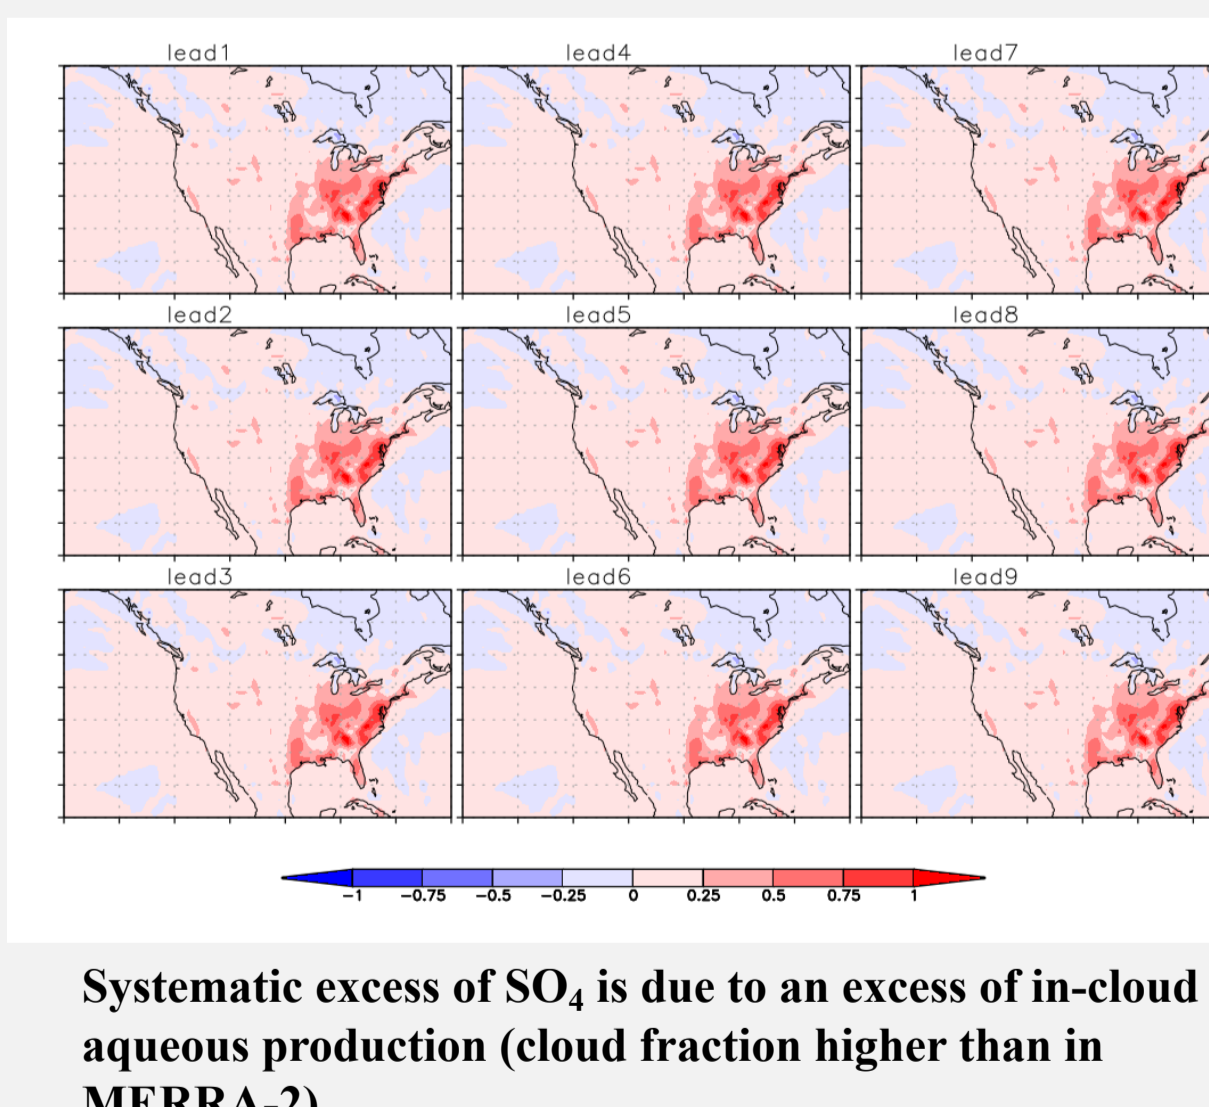 lead1 lead4 lead7
lead2 lead5 lead8
lead3 lead6 lead9
−1 −0.75 −0.5 −0.25 0 0.25 0.5 0.75 1
Systematic excess of SO₄ is due to an excess of in-cloud
aqueous production (cloud fraction higher than in
MERRA-2)